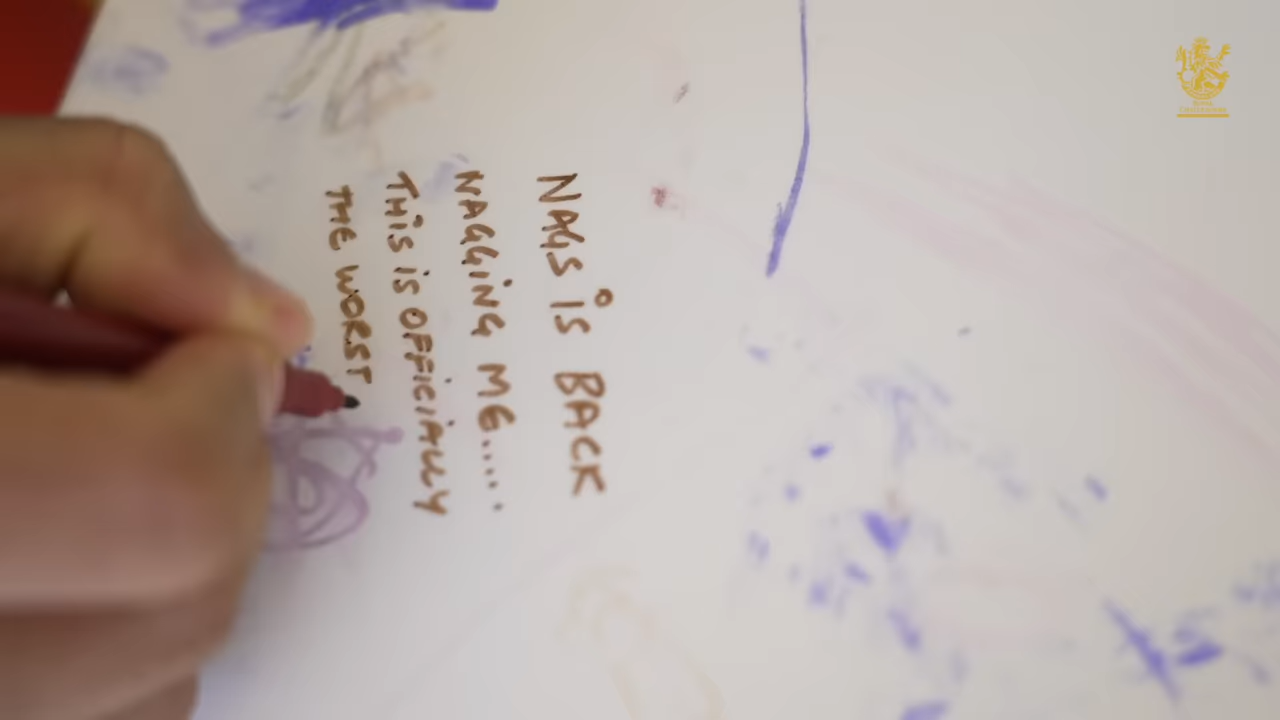 NAGS iS BACK
NAGGiNG ME.....
THiS iS OFFiCiALLY
THE WORST